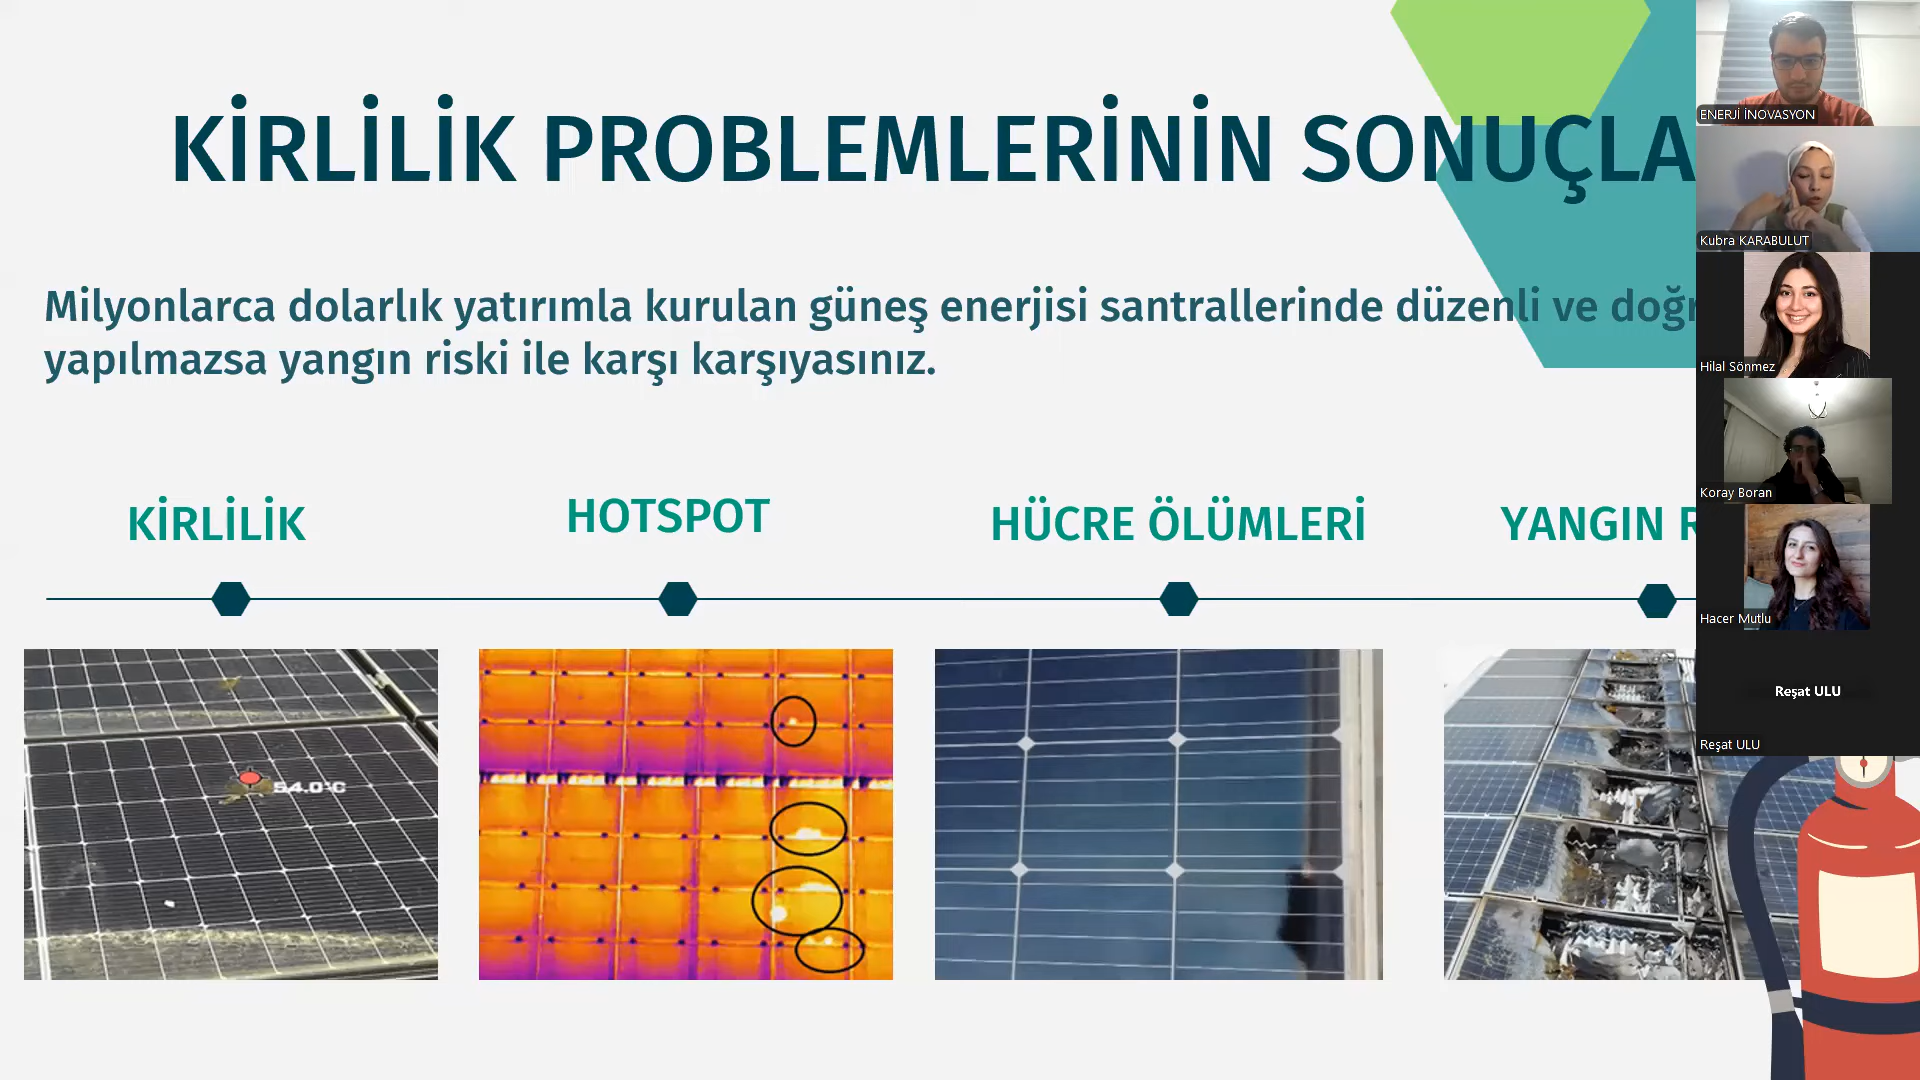 KİRLİLİK PROBLEMLERİNİN SONUÇLA
Milyonlarca dolarlık yatırımla kurulan güneş enerjisi santrallerinde düzenli ve doğr
yapılmazsa yangın riski ile karşı karşıyasınız.
KİRLİLİK
HOTSPOT
HÜCRE ÖLÜMLERİ
YANGIN R
54.0°C
ENERJİ İNOVASYON
Kubra KARABULUT
Hilal Sönmez
Koray Boran
Hacer Mutlu
Reşat ULU
Reşat ULU